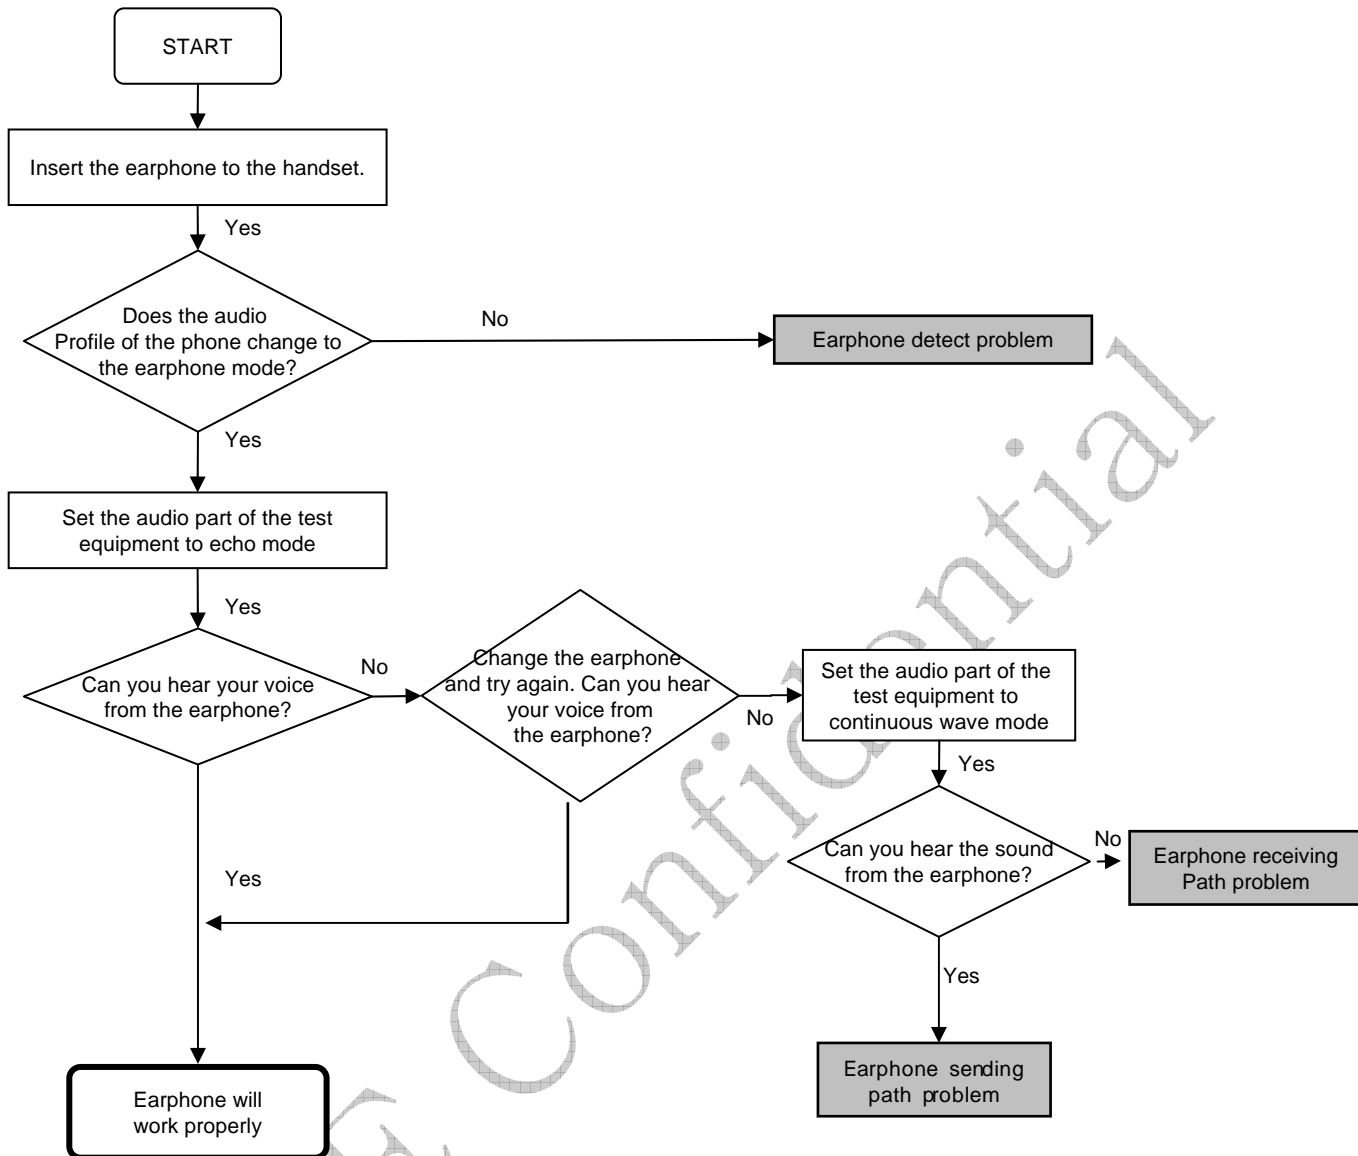 START
Insert the earphone to the handset.
Yes
Does the audio
Profile of the phone change to
the earphone mode?
No
Earphone detect problem
Yes
Set the audio part of the test
equipment to echo mode
Yes
Can you hear your voice
from the earphone?
No
Change the earphone
and try again. Can you hear
your voice from
the earphone?
No
Set the audio part of the
test equipment to
continuous wave mode
Yes
Can you hear the sound
from the earphone?
No
Earphone receiving
Path problem
Yes
Yes
Earphone sending
path problem
Earphone will
work properly
E Confidential